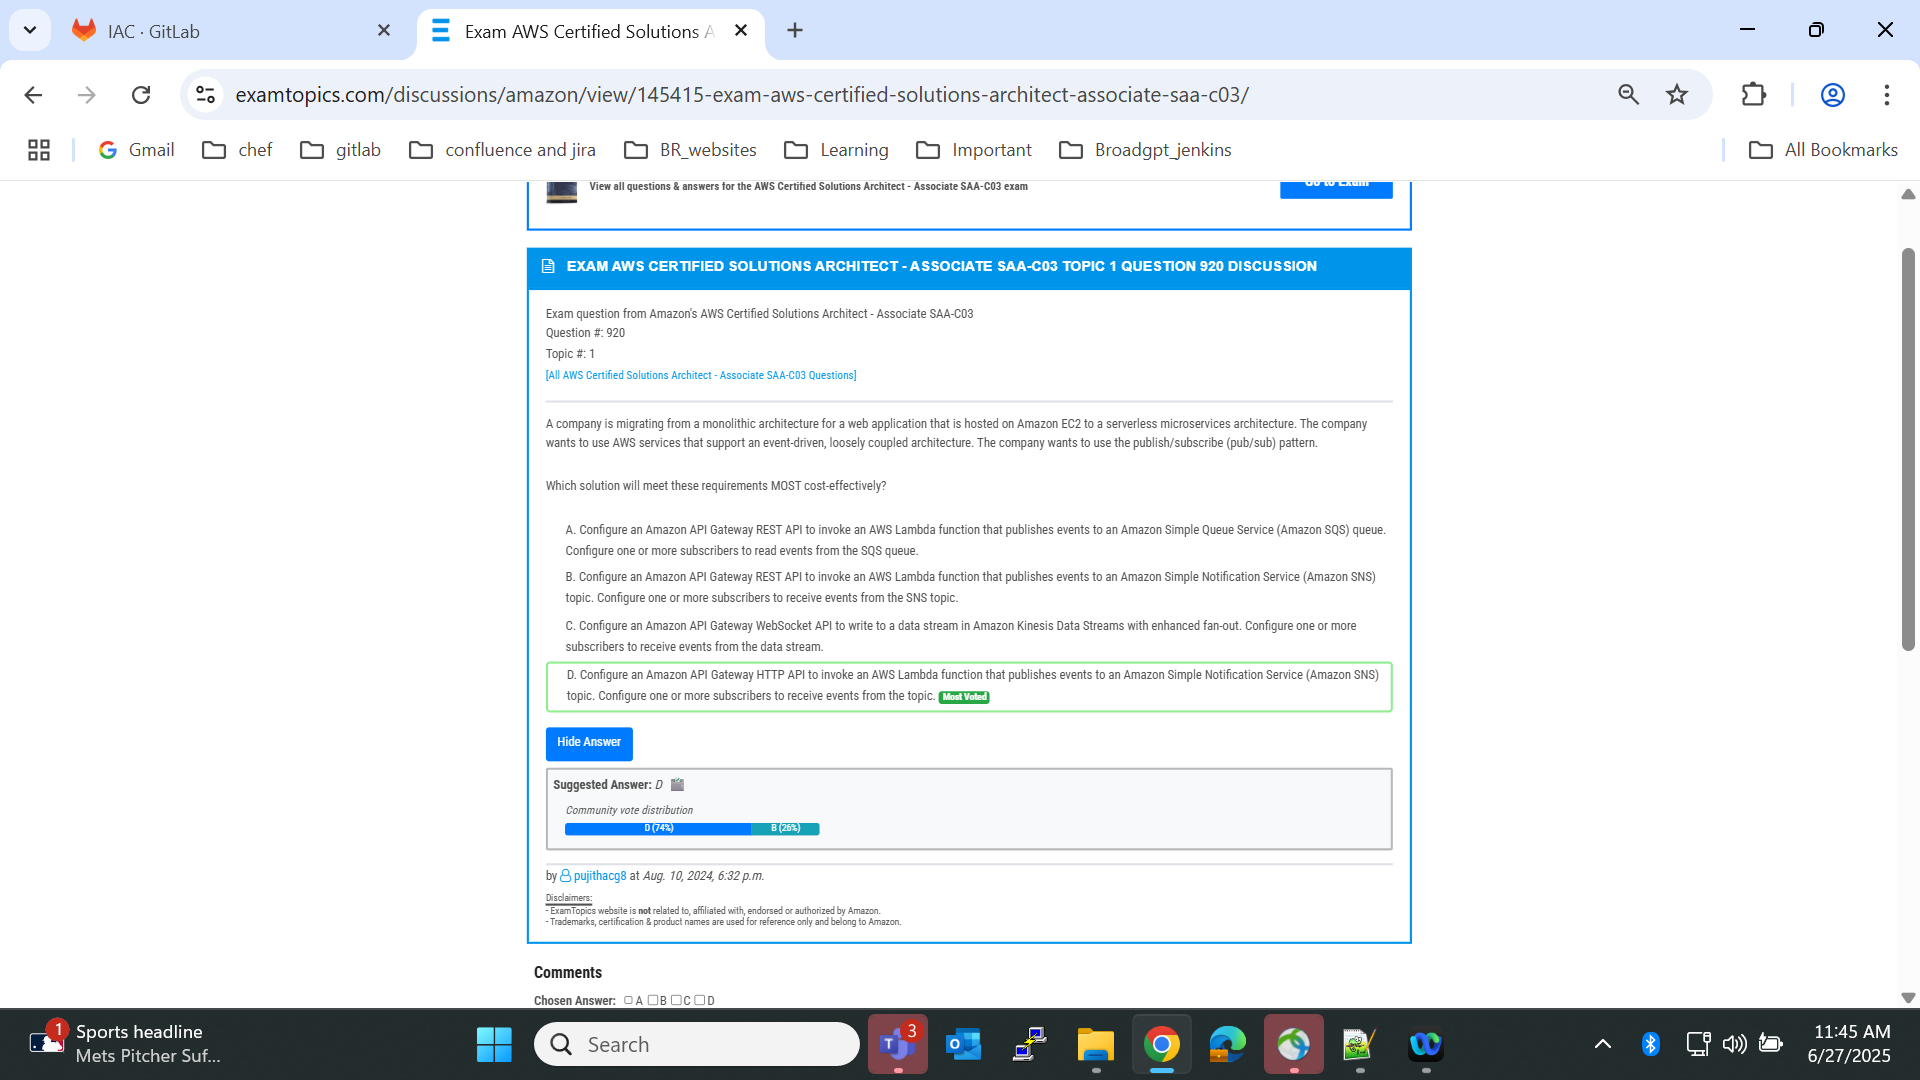 IAC · GitLab
Exam AWS Certified Solutions A
examtopics.com/discussions/amazon/view/145415-exam-aws-certified-solutions-architect-associate-saa-c03/
Gmail
chef
gitlab
confluence and jira
BR_websites
Learning
Important
Broadgpt_jenkins
All Bookmarks
View all questions & answers for the AWS Certified Solutions Architect - Associate SAA-C03 exam
Go to Exam
EXAM AWS CERTIFIED SOLUTIONS ARCHITECT - ASSOCIATE SAA-C03 TOPIC 1 QUESTION 920 DISCUSSION
Exam question from Amazon's AWS Certified Solutions Architect - Associate SAA-C03
Question #: 920
Topic #: 1
[All AWS Certified Solutions Architect - Associate SAA-C03 Questions]
A company is migrating from a monolithic architecture for a web application that is hosted on Amazon EC2 to a serverless microservices architecture. The company
wants to use AWS services that support an event-driven, loosely coupled architecture. The company wants to use the publish/subscribe (pub/sub) pattern.
Which solution will meet these requirements MOST cost-effectively?
A. Configure an Amazon API Gateway REST API to invoke an AWS Lambda function that publishes events to an Amazon Simple Queue Service (Amazon SQS) queue.
Configure one or more subscribers to read events from the SQS queue.
B. Configure an Amazon API Gateway REST API to invoke an AWS Lambda function that publishes events to an Amazon Simple Notification Service (Amazon SNS)
topic. Configure one or more subscribers to receive events from the SNS topic.
C. Configure an Amazon API Gateway WebSocket API to write to a data stream in Amazon Kinesis Data Streams with enhanced fan-out. Configure one or more
subscribers to receive events from the data stream.
D. Configure an Amazon API Gateway HTTP API to invoke an AWS Lambda function that publishes events to an Amazon Simple Notification Service (Amazon SNS)
topic. Configure one or more subscribers to receive events from the topic. Most Voted
Hide Answer
Suggested Answer: D
Community vote distribution
D (74%) B (26%)
by pujithacg8 at Aug. 10, 2024, 6:32 p.m.
Disclaimers:
- ExamTopics website is not related to, affiliated with, endorsed or authorized by Amazon.
- Trademarks, certification & product names are used for reference only and belong to Amazon.
Comments
Chosen Answer: A B C D
1
Sports headline
Mets Pitcher Suf...
Search
3
11:45 AM
6/27/2025